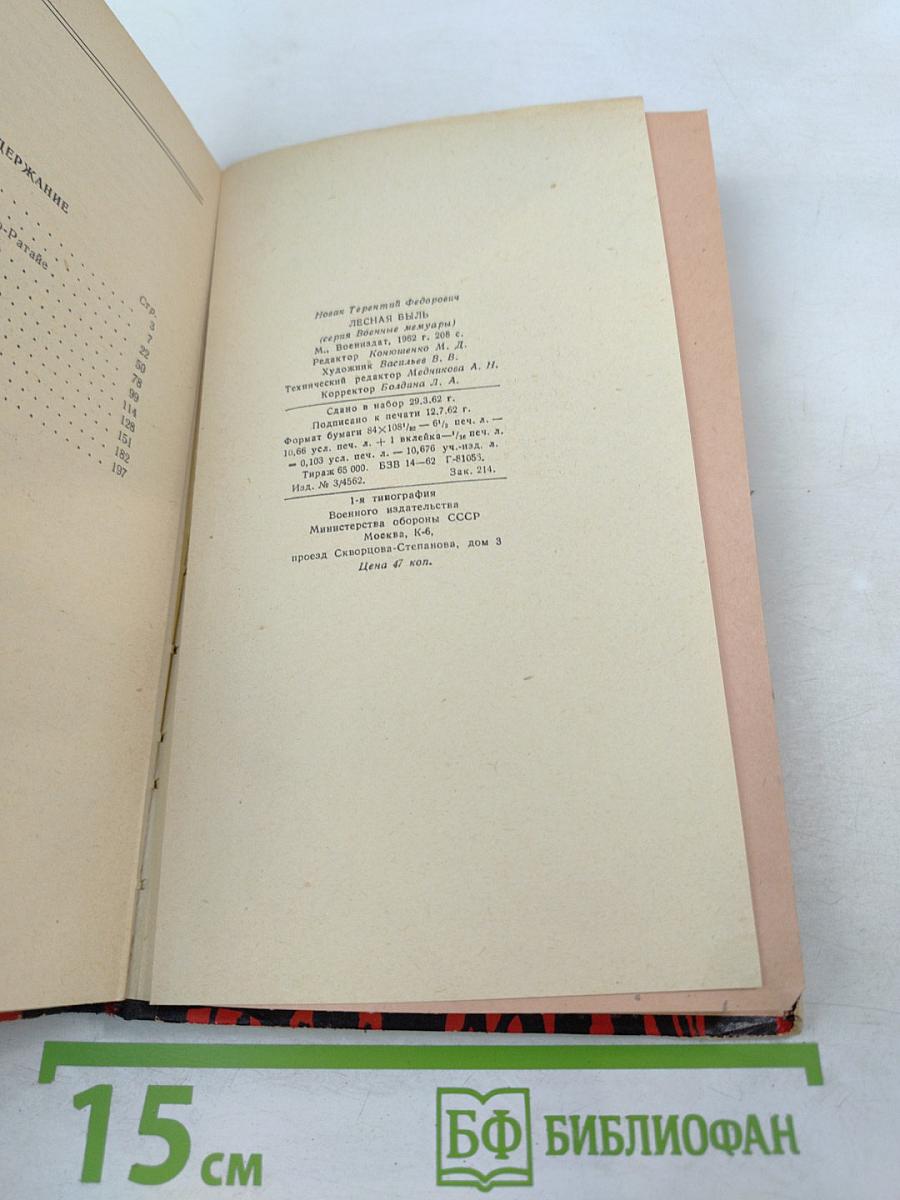 ДЕРЖАНИЕ
Стр.
3
7
-Ратайе
22
50
78
99
114
128
151
182
197
Новак Терентий Федорович
ЛЕСНАЯ БЫЛЬ
(серия Военные мемуары)
М., Воениздат, 1962 г. 208 с.
Редактор Конюшенко М. Д.
Художник Васильев В. В.
Технический редактор Медникова А. Н.
Корректор Болдина Л. А.
Сдано в набор 29.3.62 г.
Подписано к печати 12.7.62 г.
Формат бумаги 84×108¹/₃₂ — 6¹/₂ печ. л. —
10,66 усл. печ. л. + 1 вклейка—¹/₁₆ печ. л.
= 0,103 усл. печ. л. — 10,676 уч.-изд. л.
Тираж 65 000. БЗВ 14—62 Г-81053.
Изд. № 3/4562. Зак. 214.
1-я типография
Военного издательства
Министерства обороны СССР
Москва, К-6,
проезд Скворцова-Степанова, дом 3
Цена 47 коп.
15 см
БФ БИБЛИОФАН